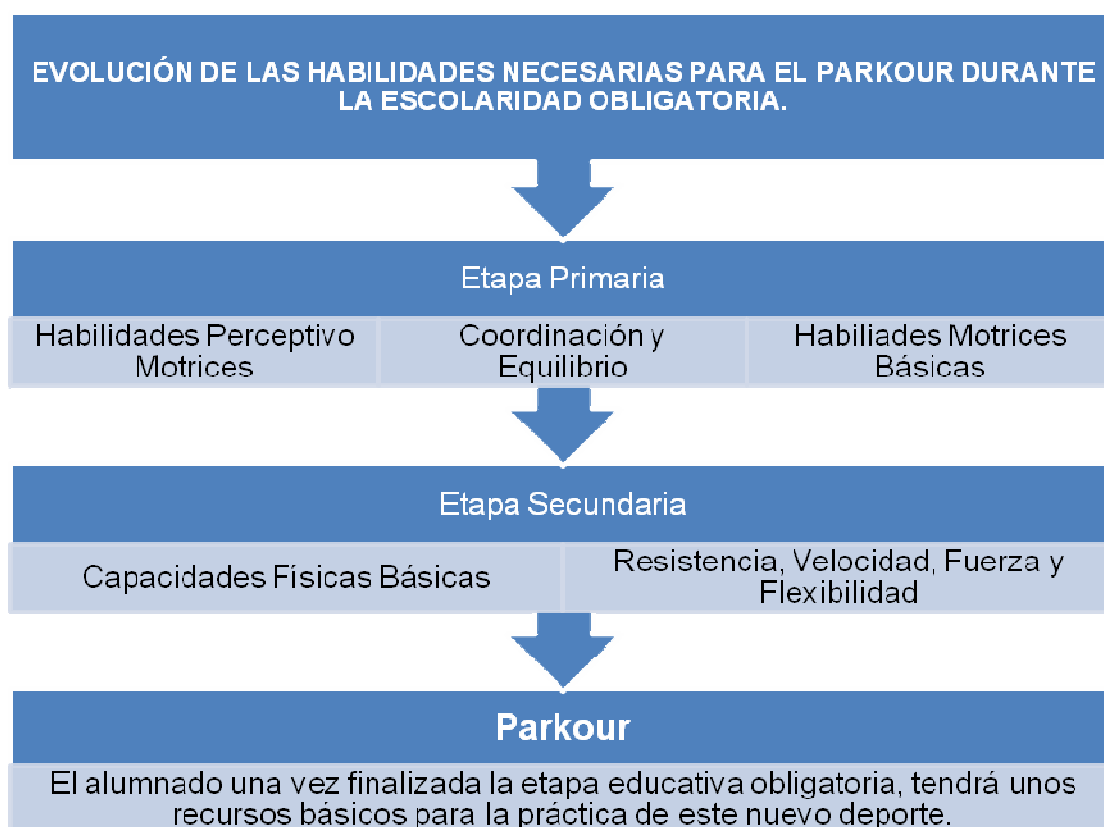 EVOLUCIÓN DE LAS HABILIDADES NECESARIAS PARA EL PARKOUR DURANTE
LA ESCOLARIDAD OBLIGATORIA.
Etapa Primaria
Habilidades Perceptivo
Motrices
Coordinación y
Equilibrio
Habiliades Motrices
Básicas
Etapa Secundaria
Capacidades Físicas Básicas
Resistencia, Velocidad, Fuerza y
Flexibilidad
Parkour
El alumnado una vez finalizada la etapa educativa obligatoria, tendrá unos
recursos básicos para la práctica de este nuevo deporte.